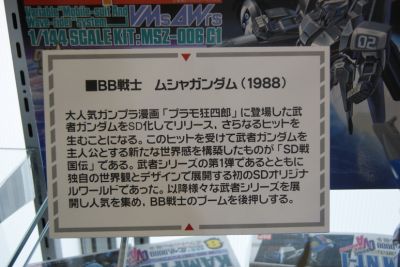 VMsAWrs
1/144 SCALE KIT: MSZ-006 C1
02
■BB戦士 ムシャガンダム(1988)
大人気ガンプラ漫画「プラモ狂四郎」に登場した武
者ガンダムをSD化してリリース、さらなるヒットを
生むことになる。このヒットを受けて武者ガンダムを
主人公とする新たな世界感を構築したものが「SD戦
国伝」である。武者シリーズの第1弾であるとともに
独自の世界観とデザインで展開する初のSDオリジナ
ルワールドであった。以降様々な武者シリーズを展
開し人気を集め、BB戦士のブームを後押しする。